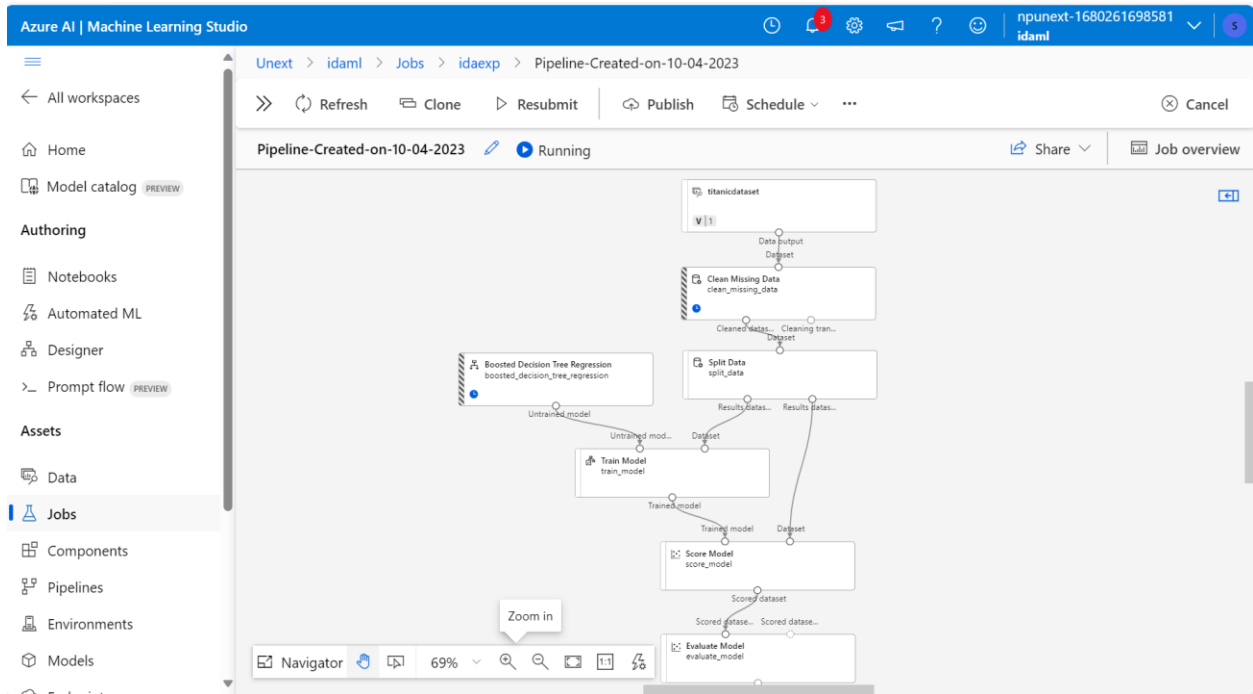 Azure AI | Machine Learning Studio
3
npunext-1680261698581
idaml
S
Unext > idaml > Jobs > idaexp > Pipeline-Created-on-10-04-2023
All workspaces
Refresh
Clone
Resubmit
Publish
Schedule
...
Cancel
Home
Model catalog PREVIEW
Pipeline-Created-on-10-04-2023
Running
Share
Job overview
Authoring
Notebooks
Automated ML
Designer
>_ Prompt flow PREVIEW
Assets
Data
Jobs
Components
Pipelines
Environments
Models
titanicdataset
V 1
Data output
Dataset
Clean Missing Data
clean_missing_data
Cleaned datas... Cleaning tran...
Dataset
Boosted Decision Tree Regression
boosted_decision_tree_regression
Untrained model
Split Data
split_data
Results datas... Results datas...
Untrained mod... Dataset
Train Model
train_model
Trained model
Trained model Dataset
Score Model
score_model
Scored dataset
Scored datase... Scored datase...
Evaluate Model
evaluate_model
Zoom in
Navigator
69%
1:1